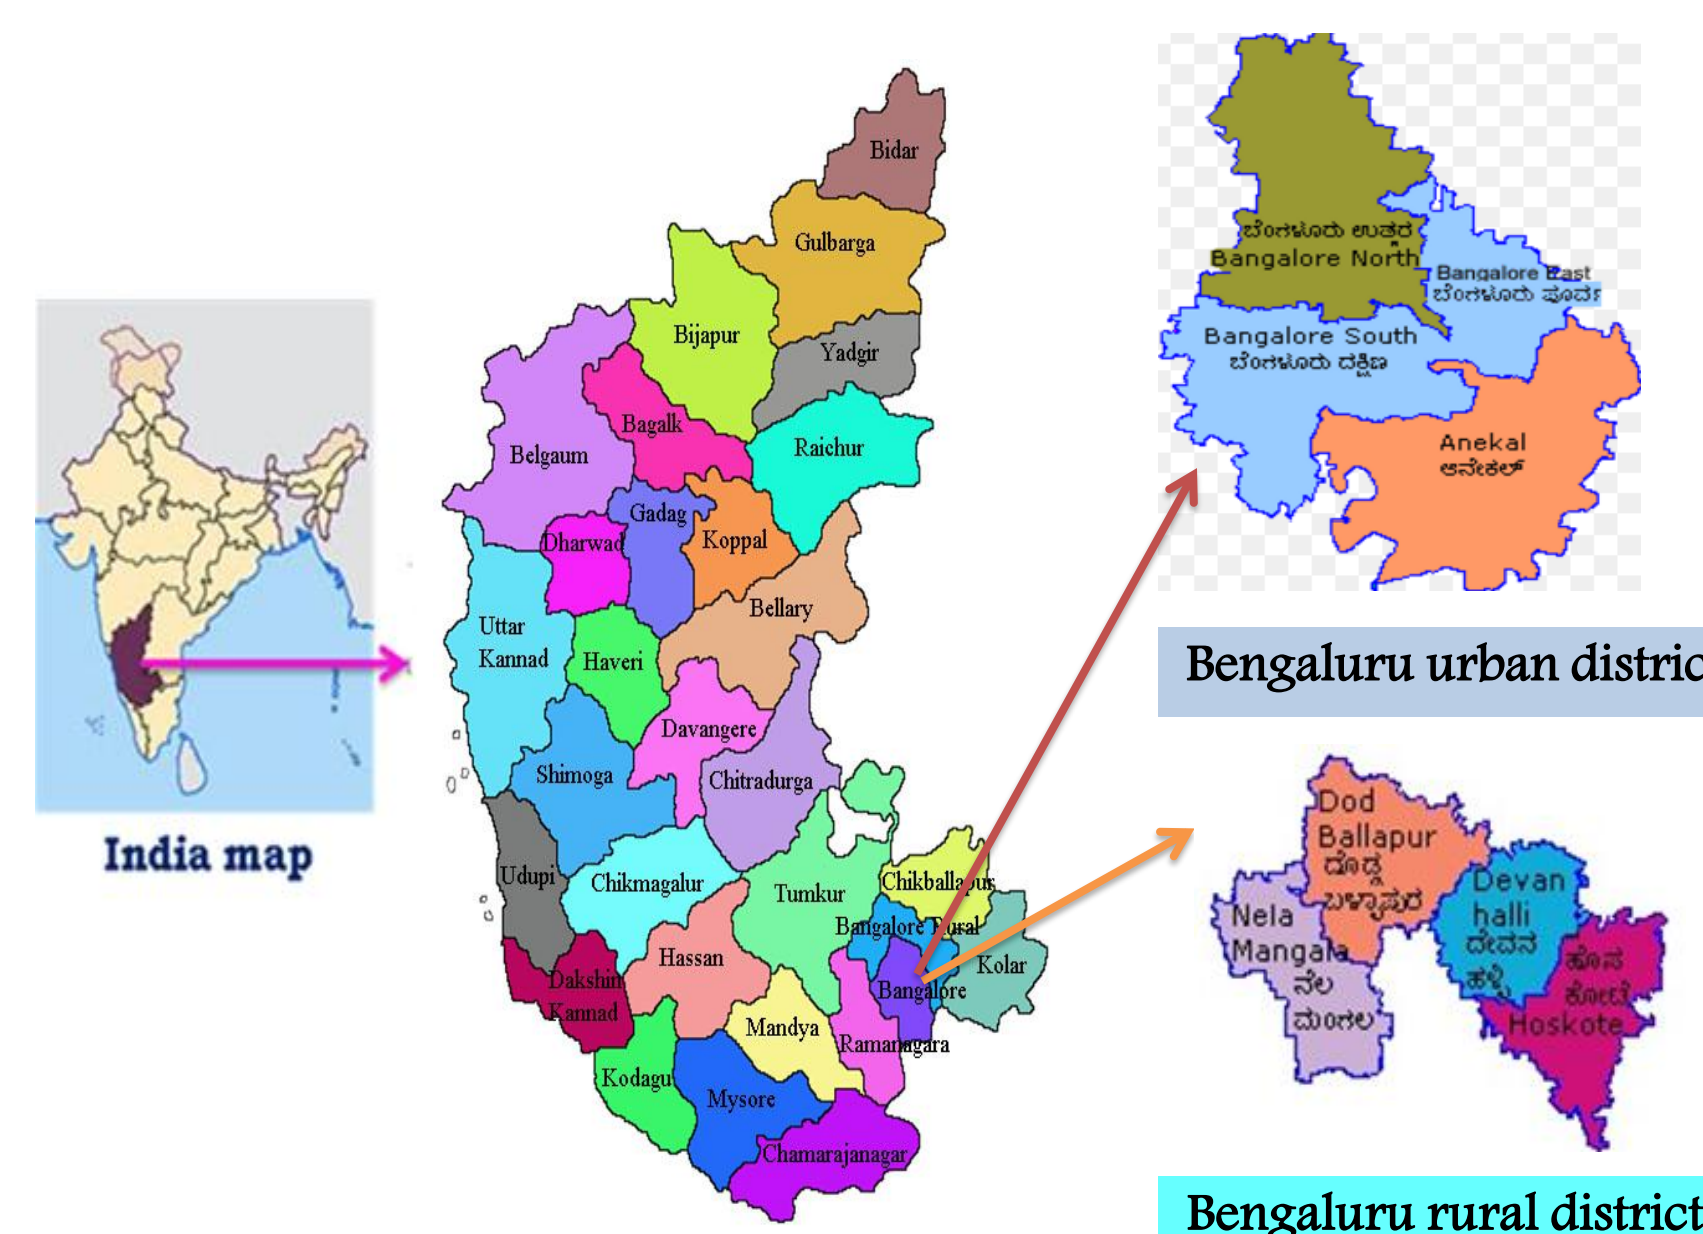 India map
Bidar
Gulbarga
Bijapur
Yadgir
Bagalk
Belgaum
Raichur
Gadag
Dharwad
Koppal
Bellary
Uttar
Kannad
Haveri
Davangere
Shimoga
Chitradurga
Udupi
Chikmagalur
Tumkur
Chikballapur
Bangalore Rural
Hassan
Kolar
Dakshin
Kannad
Bangalore
Mandya
Ramanagara
Kodagu
Mysore
Chamarajanagar
ಬೆಂಗಳೂರು ಉತ್ತರ
Bangalore North
Bangalore East
ಬೆಂಗಳೂರು ಪೂರ್ವ
Bangalore South
ಬೆಂಗಳೂರು ದಕ್ಷಿಣ
Anekal
ಆನೇಕಲ್
Bengaluru urban distric
Dod
Ballapur
ದೊಡ್ಡ
ಬಳ್ಳಾಪುರ
Nela
Mangala
ನೆಲ
ಮಂಗಲ
Devan
halli
ದೇವನ
ಹಳ್ಳಿ
ಹೊಸ
ಕೋಟೆ
Hoskote
Bengaluru rural district